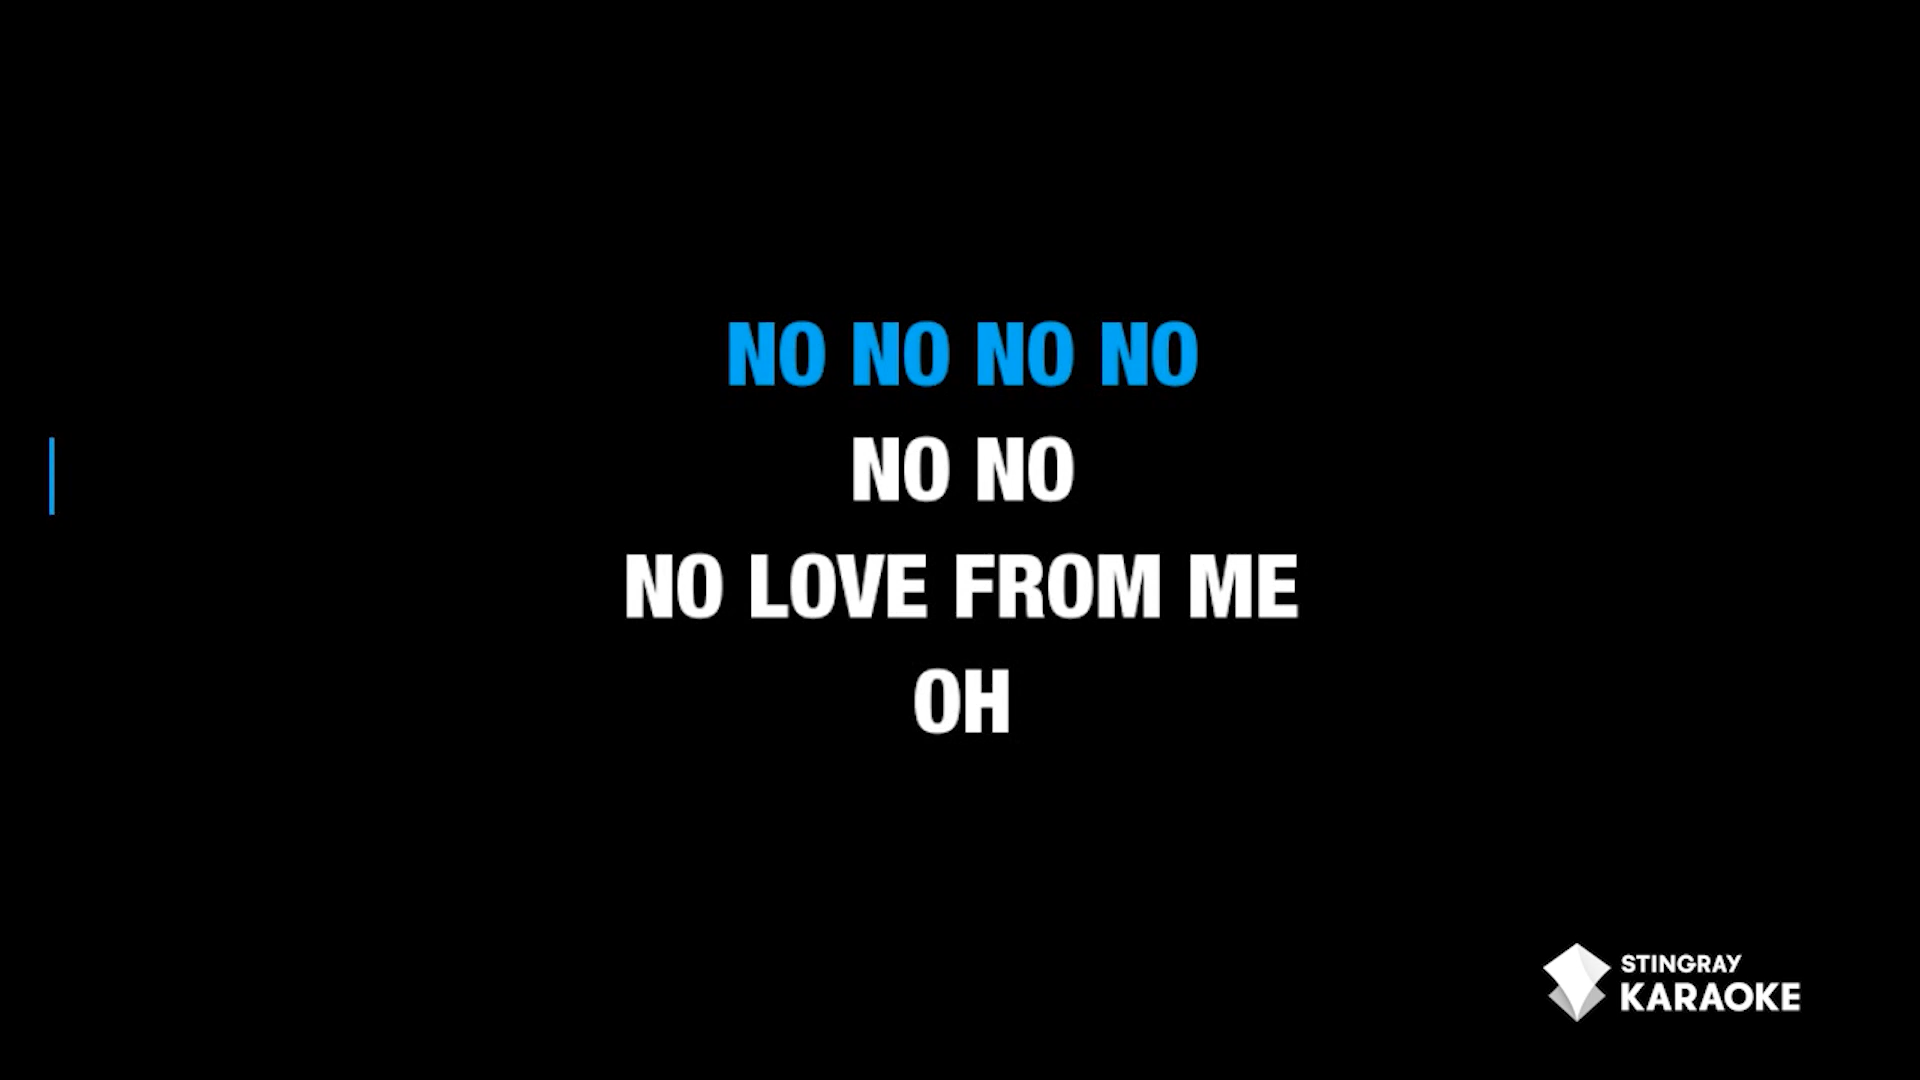 NO NO NO NO
NO NO
NO LOVE FROM ME
OH
STINGRAY
KARAOKE